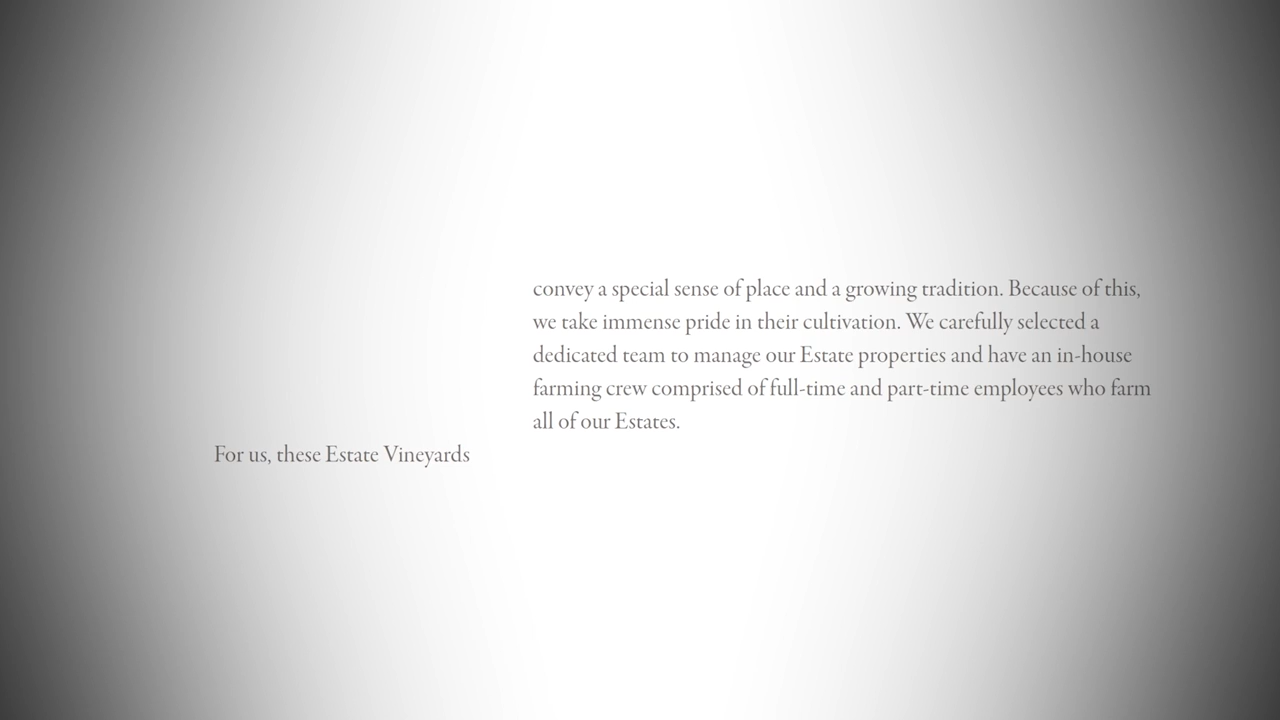 For us, these Estate Vineyards
convey a special sense of place and a growing tradition. Because of this,
we take immense pride in their cultivation. We carefully selected a
dedicated team to manage our Estate properties and have an in-house
farming crew comprised of full-time and part-time employees who farm
all of our Estates.